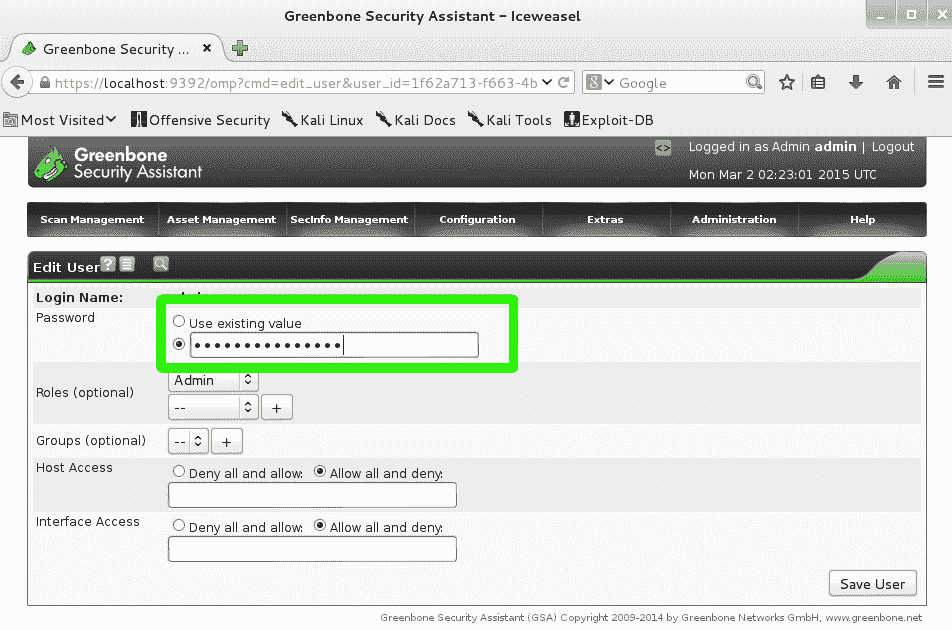 Greenbone Security Assistant - Iceweasel
Greenbone Security ...
https://localhost:9392/omp?cmd=edit_user&user_id=1f62a713-f663-4b
Google
Most Visited Offensive Security Kali Linux Kali Docs Kali Tools Exploit-DB
Greenbone
Security Assistant
Logged in as Admin admin | Logout
Mon Mar 2 02:23:01 2015 UTC
Scan Management Asset Management SecInfo Management Configuration Extras Administration Help
Edit User
Login Name:
Password
Use existing value
•••••••••••••••
Roles (optional)
Admin
--
+
Groups (optional) -- +
Host Access
Deny all and allow: Allow all and deny:
Interface Access
Deny all and allow: Allow all and deny:
Save User
Greenbone Security Assistant (GSA) Copyright 2009-2014 by Greenbone Networks GmbH, www.greenbone.net